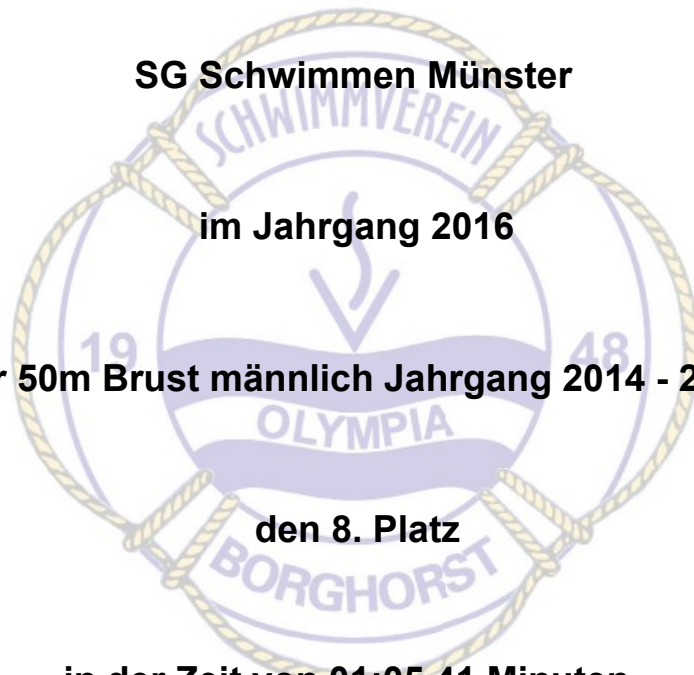 SG Schwimmen Münster
SCHWIMMVEREIN
im Jahrgang 2016
19 48
50m Brust männlich Jahrgang 2014 -
OLYMPIA
den 8. Platz
BORGHORST
in der Zeit von 01:05,41 Minuten